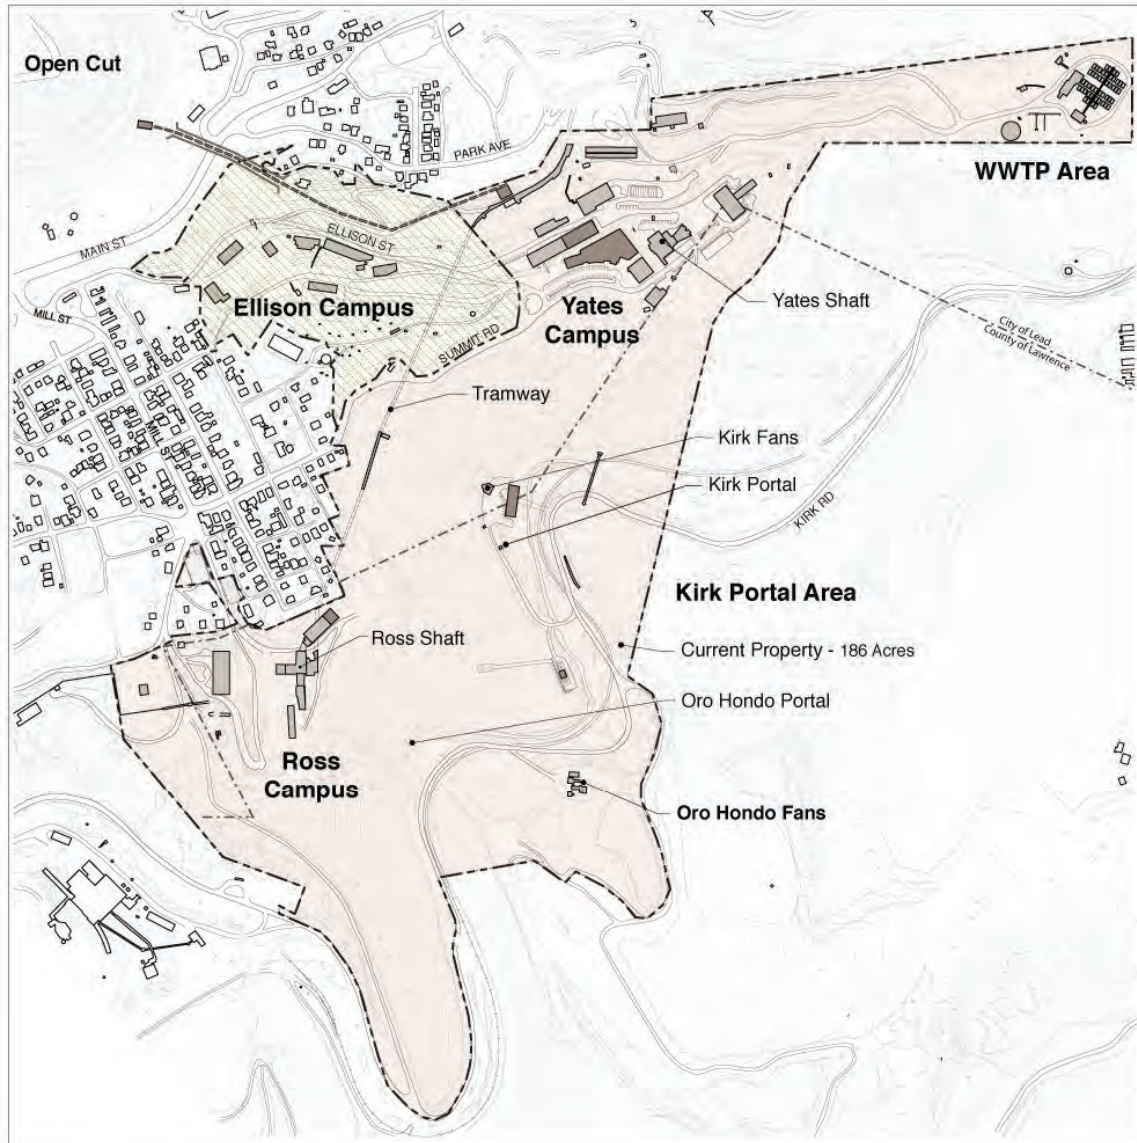 Open Cut
PARK AVE
WWTP Area
MAIN ST
ELLISON ST
Ellison Campus
Yates
Campus
Yates Shaft
MILL ST
SUMMIT RD
City of Lead
County of Lawrence
Tramway
MILL ST
Kirk Fans
Kirk Portal
KIRK RD
Kirk Portal Area
Ross Shaft
Current Property - 186 Acres
Oro Hondo Portal
Ross
Campus
Oro Hondo Fans